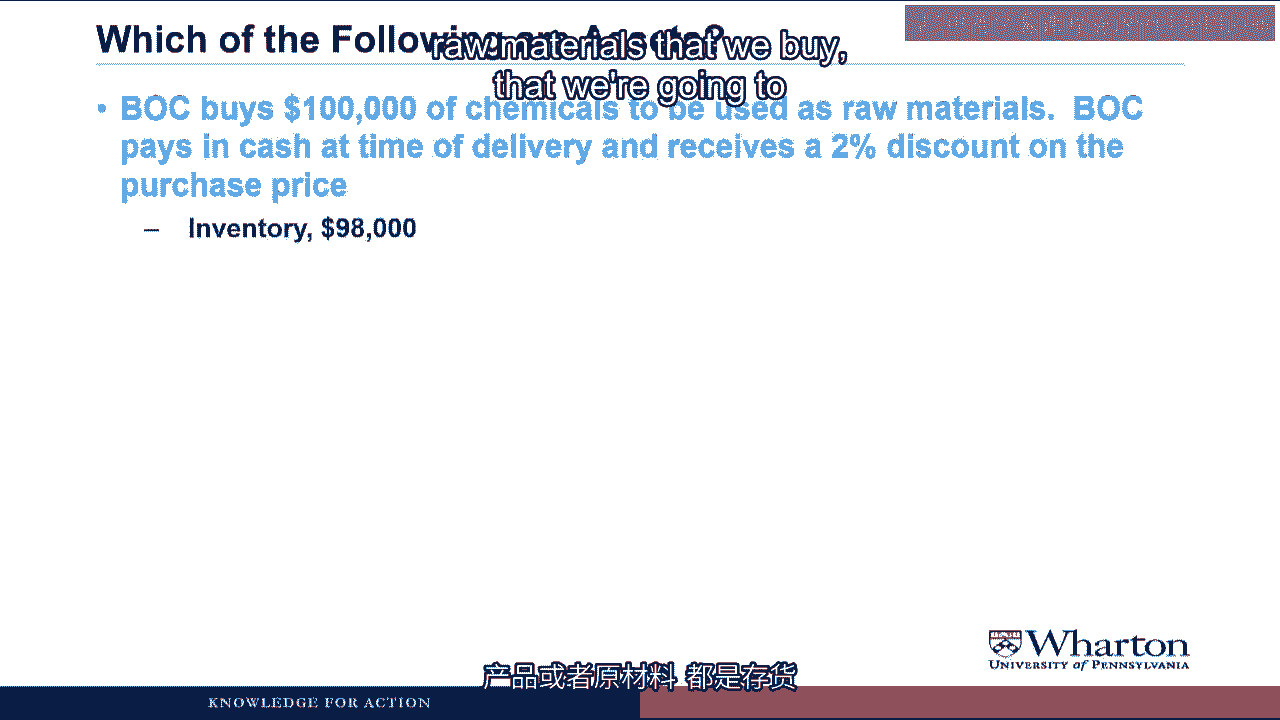 Which of the Following are Assets?
raw materials that we buy,
that we're going to
• BOC buys $100,000 of chemicals to be used as raw materials. BOC
pays in cash at time of delivery and receives a 2% discount on the
purchase price
– Inventory, $98,000
Wharton
UNIVERSITY of PENNSYLVANIA
产品或者原材料 都是存货
KNOWLEDGE FOR ACTION